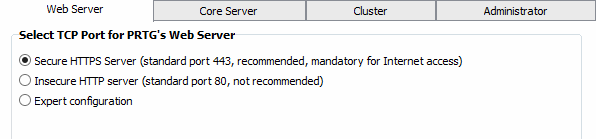 Web Server
Core Server
Cluster
Administrator
Select TCP Port for PRTG's Web Server
Secure HTTPS Server (standard port 443, recommended, mandatory for Internet access)
Insecure HTTP server (standard port 80, not recommended)
Expert configuration